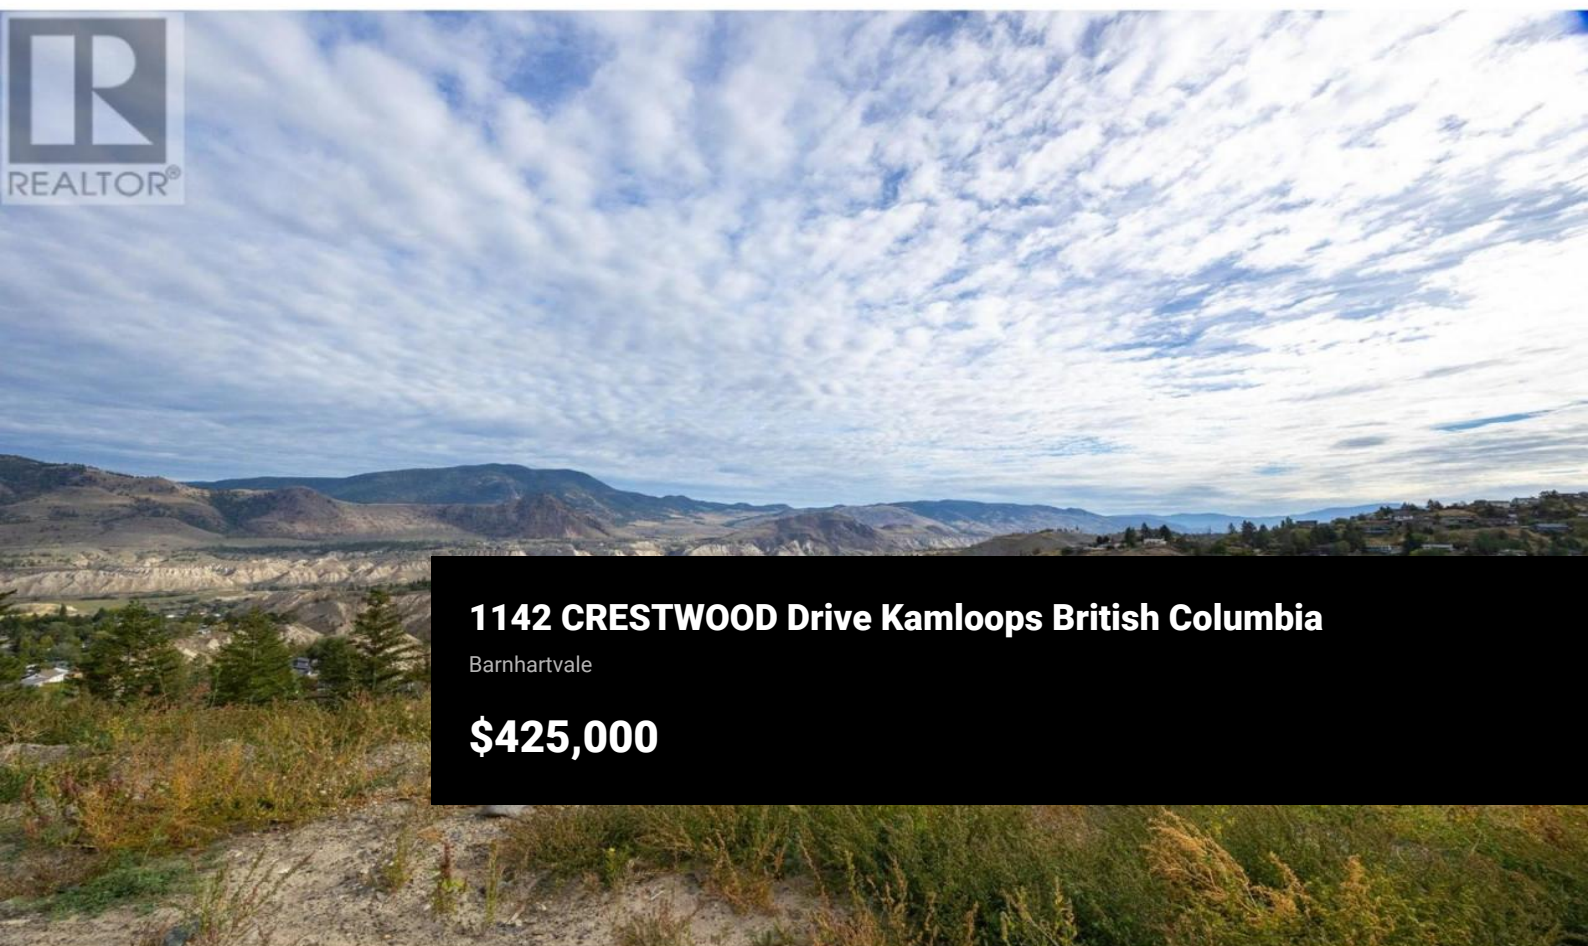 REALTOR®
1142 CRESTWOOD Drive Kamloops British Columbia
Barnhartvale
$425,000